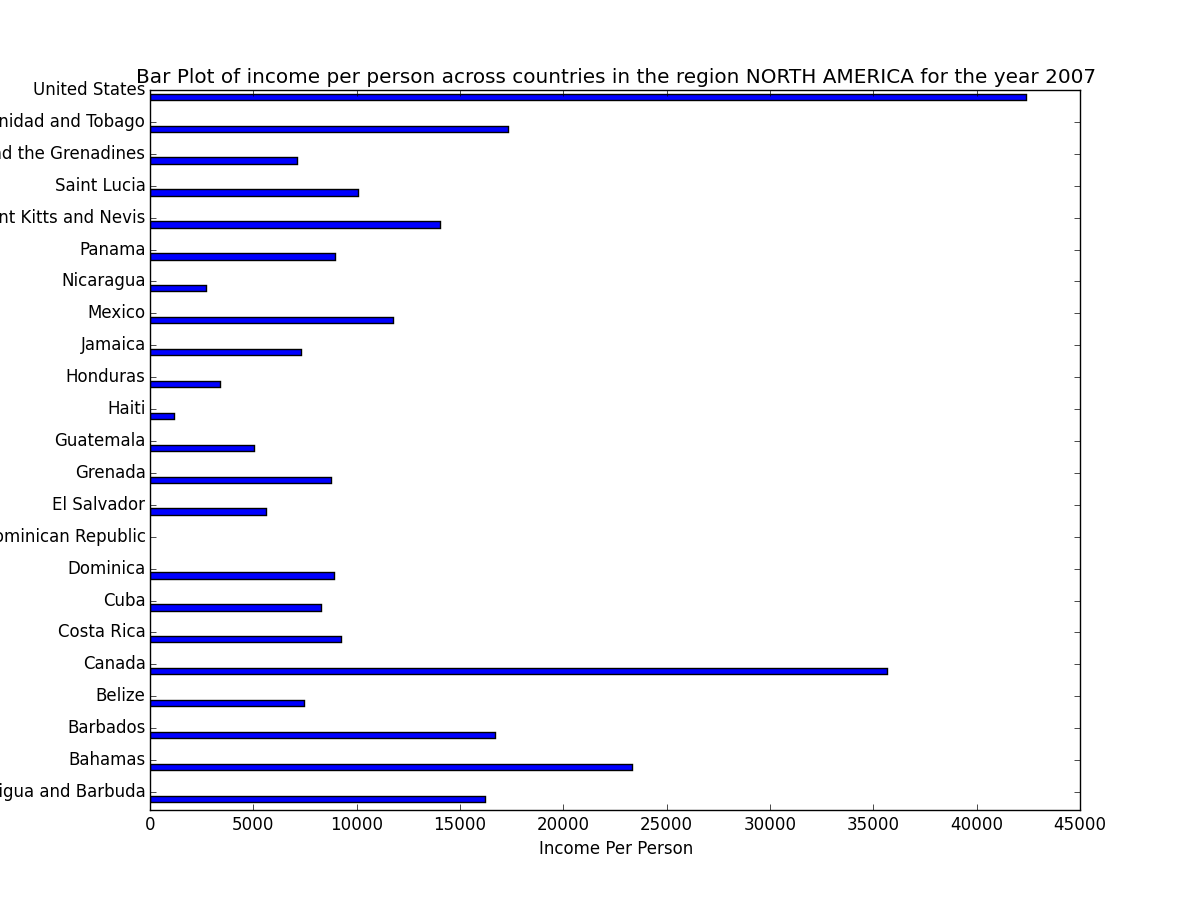 Bar Plot of income per person across countries in the region NORTH AMERICA for the year 2007
United States
nidad and Tobago
d the Grenadines
Saint Lucia
nt Kitts and Nevis
Panama
Nicaragua
Mexico
Jamaica
Honduras
Haiti
Guatemala
Grenada
El Salvador
ominican Republic
Dominica
Cuba
Costa Rica
Canada
Belize
Barbados
Bahamas
igua and Barbuda
0 5000 10000 15000 20000 25000 30000 35000 40000 45000
Income Per Person